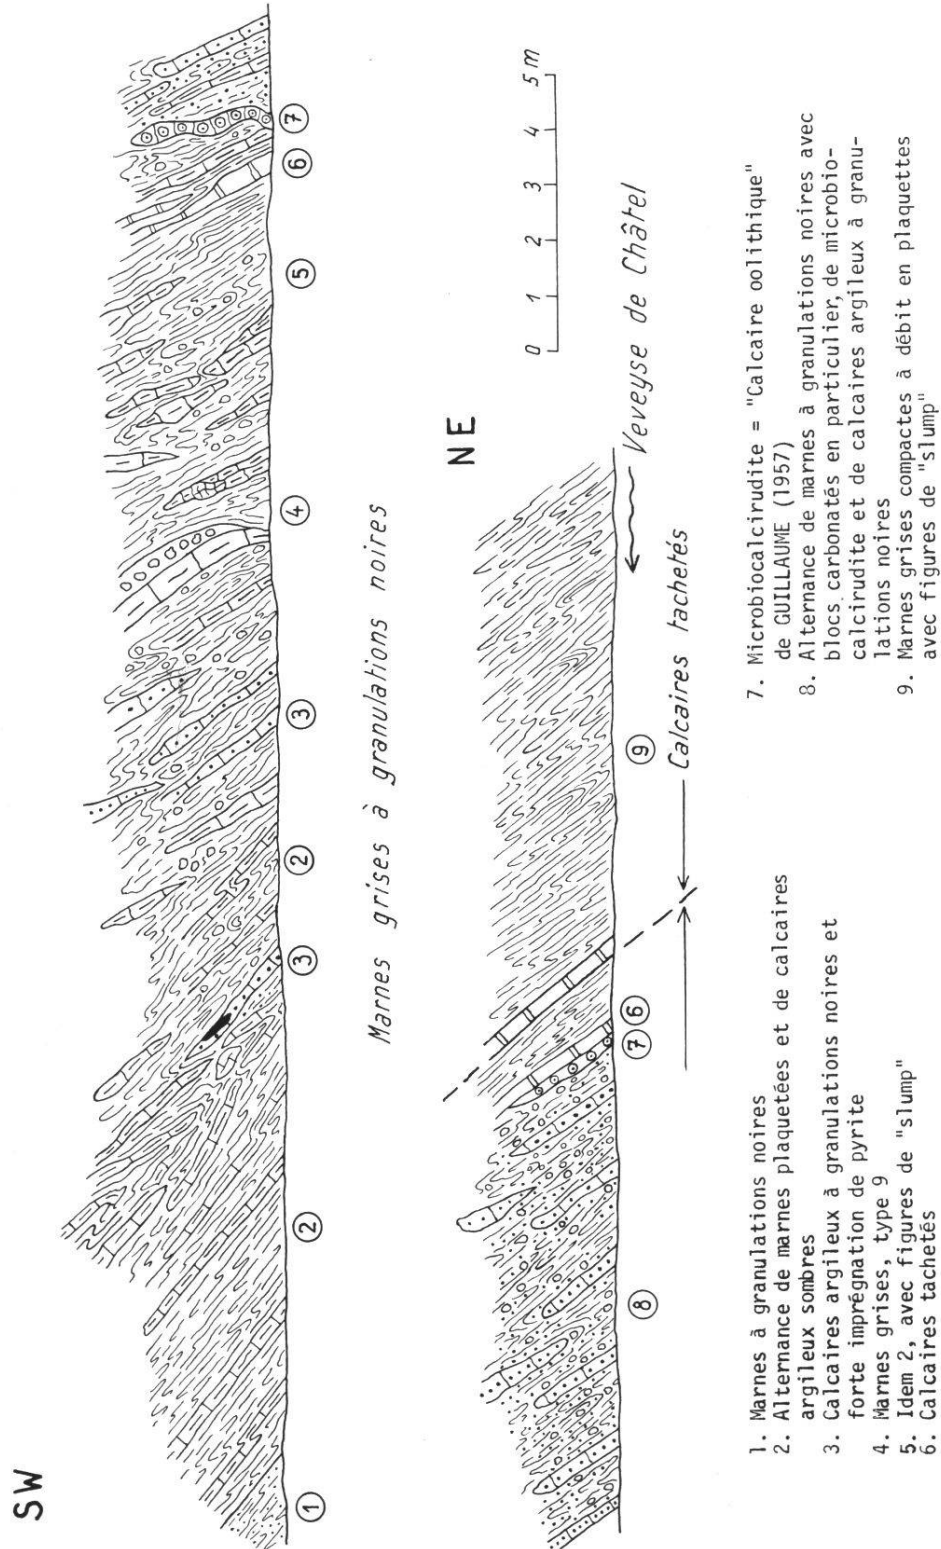 SW
① ② ③ ② ③ ④ ⑤ ⑥ ⑦
Marnes grises à granulations noires
NE
0 1 2 3 4 5 m
⑧ ⑦ ⑥ ⑨
Veveyse de Châtel
Calcaires tachetés
1. Marnes à granulations noires
2. Alternance de marnes plaquetées et de calcaires
argileux sombres
3. Calcaires argileux à granulations noires et
forte imprégnation de pyrite
4. Marnes grises, type 9
5. Idem 2, avec figures de "slump"
6. Calcaires tachetés
7. Microbiocalcirudite = "Calcaire oolithique"
de GUILLAUME (1957)
8. Alternance de marnes à granulations noires avec
blocs carbonatés en particulier, de microbio-
calcirudite et de calcaires argileux à granu-
lations noires
9. Marnes grises compactes à débit en plaquettes
avec figures de "slump"